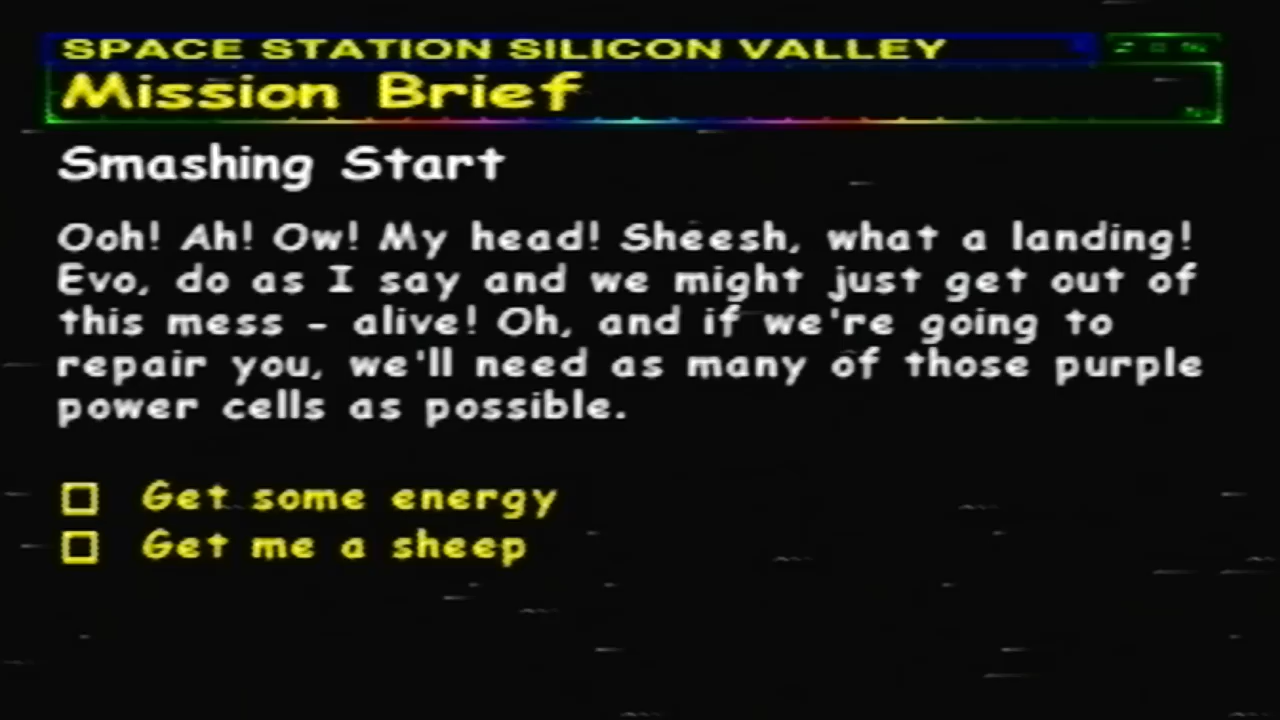 SPACE STATION SILICON VALLEY
Mission Brief
Smashing Start
Ooh! Ah! Ow! My head! Sheesh, what a landing!
Evo, do as I say and we might just get out of
this mess - alive! Oh, and if we're going to
repair you, we'll need as many of those purple
power cells as possible.
Get some energy
Get me a sheep